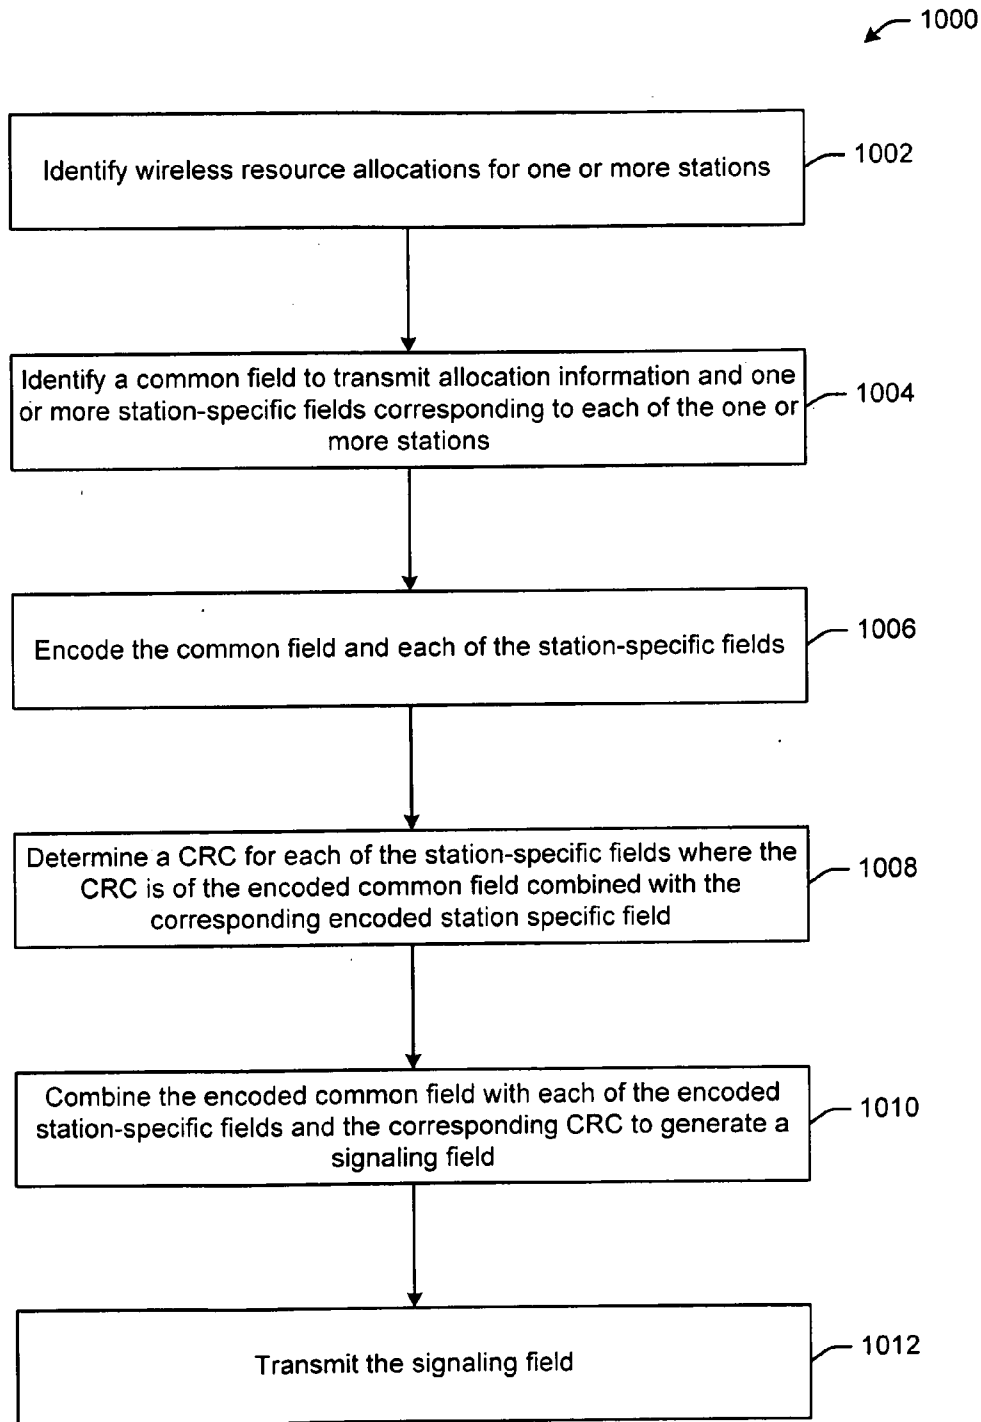 1000
Identify wireless resource allocations for one or more stations
1002
Identify a common field to transmit allocation information and one
or more station-specific fields corresponding to each of the one or
more stations
1004
Encode the common field and each of the station-specific fields
1006
Determine a CRC for each of the station-specific fields where the
CRC is of the encoded common field combined with the
corresponding encoded station specific field
1008
Combine the encoded common field with each of the encoded
station-specific fields and the corresponding CRC to generate a
signaling field
1010
Transmit the signaling field
1012